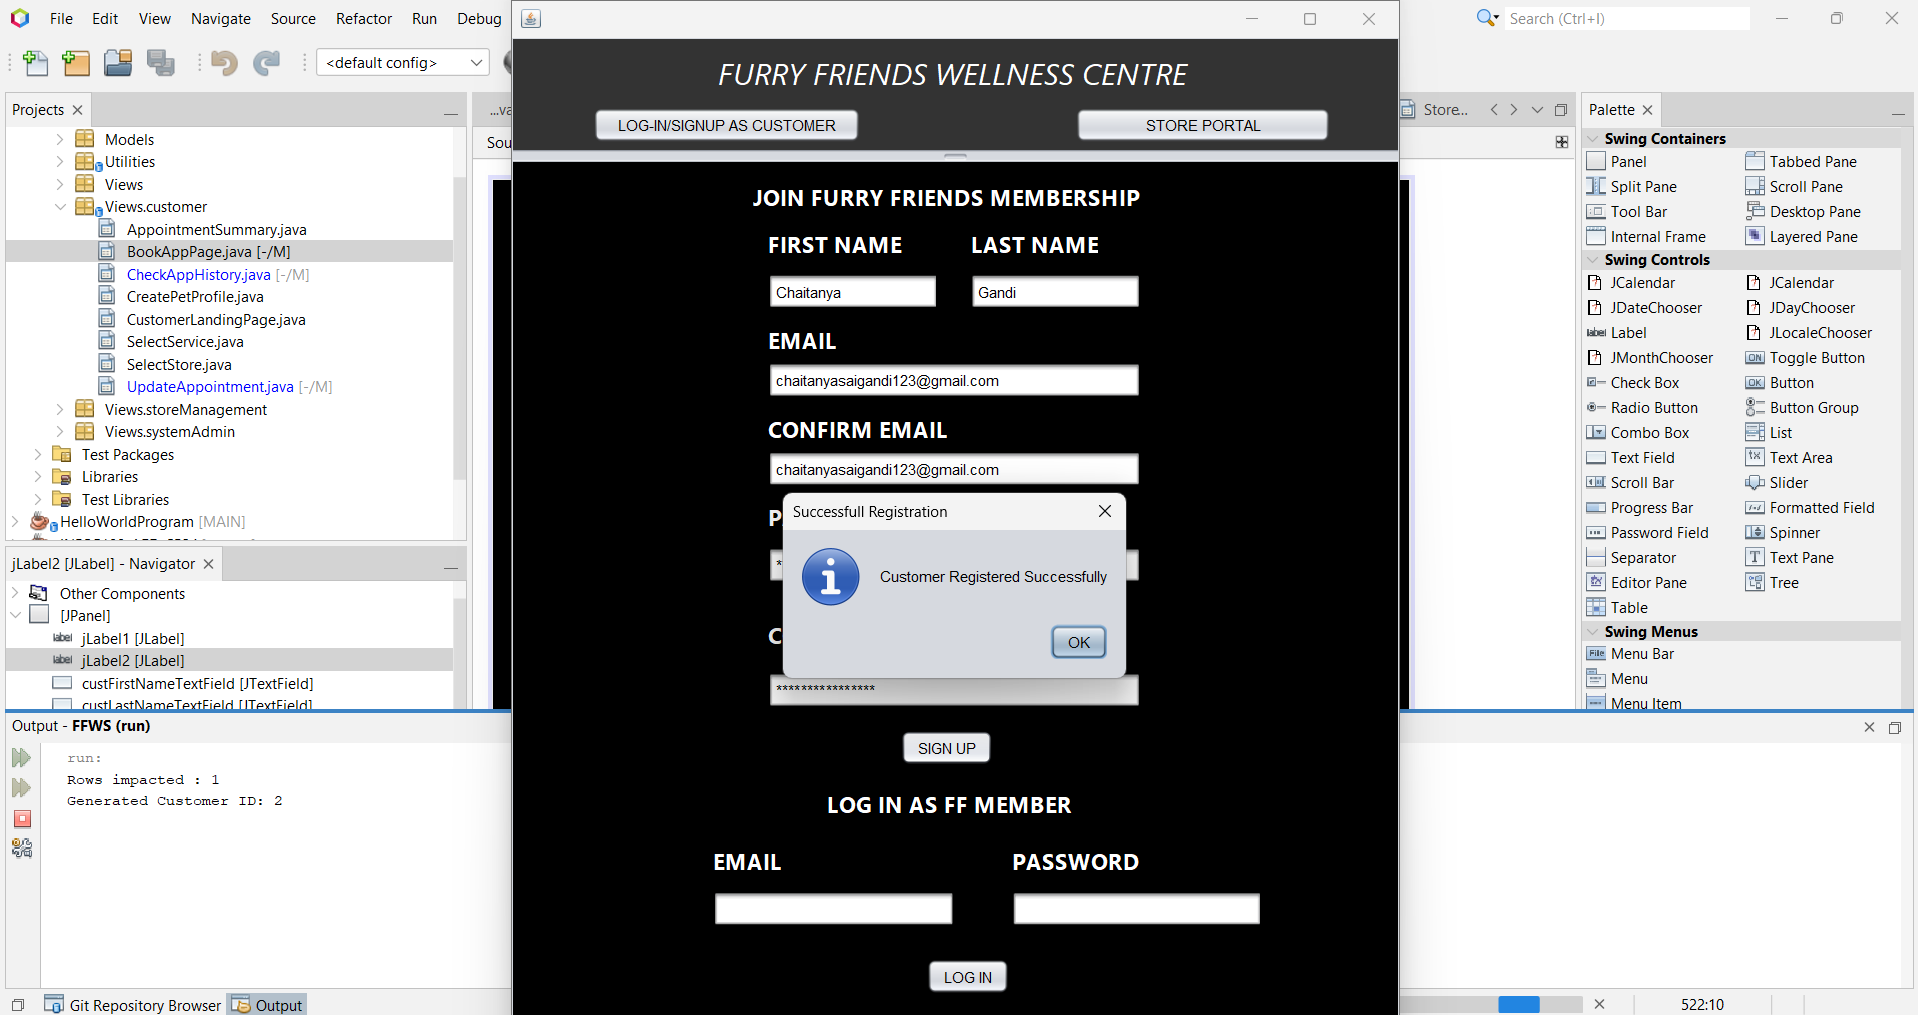 File Edit View Navigate Source Refactor Run Debug
Search (Ctrl+I)
<default config>
FURRY FRIENDS WELLNESS CENTRE
LOG-IN/SIGNUP AS CUSTOMER STORE PORTAL
Projects
...va
Sou
Store...
Models
Utilities
Views
Views.customer
AppointmentSummary.java
BookAppPage.java [-/M]
CheckAppHistory.java [-/M]
CreatePetProfile.java
CustomerLandingPage.java
SelectService.java
SelectStore.java
UpdateAppointment.java [-/M]
Views.storeManagement
Views.systemAdmin
Test Packages
Libraries
Test Libraries
HelloWorldProgram [MAIN]
jLabel2 [JLabel] - Navigator
Other Components
[JPanel]
label jLabel1 [JLabel]
label jLabel2 [JLabel]
custFirstNameTextField [JTextField]
custLastNameTextField [JTextField]
JOIN FURRY FRIENDS MEMBERSHIP
FIRST NAME LAST NAME
Chaitanya Gandi
EMAIL
chaitanyasaigandi123@gmail.com
CONFIRM EMAIL
chaitanyasaigandi123@gmail.com
P
*
C
****************
Successfull Registration
Customer Registered Successfully
OK
SIGN UP
LOG IN AS FF MEMBER
EMAIL PASSWORD
LOG IN
Palette
Swing Containers
Panel Tabbed Pane
Split Pane Scroll Pane
Tool Bar Desktop Pane
Internal Frame Layered Pane
Swing Controls
JCalendar JCalendar
JDateChooser JDayChooser
label Label JLocaleChooser
JMonthChooser ON Toggle Button
Check Box OK Button
Radio Button Button Group
Combo Box List
Text Field Text Area
Scroll Bar Slider
Progress Bar Formatted Field
Password Field Spinner
Separator Text Pane
Editor Pane Tree
Table
Swing Menus
File Menu Bar
Menu
Menu Item
Output - FFWS (run)
run:
Rows impacted : 1
Generated Customer ID: 2
Git Repository Browser Output
522:10